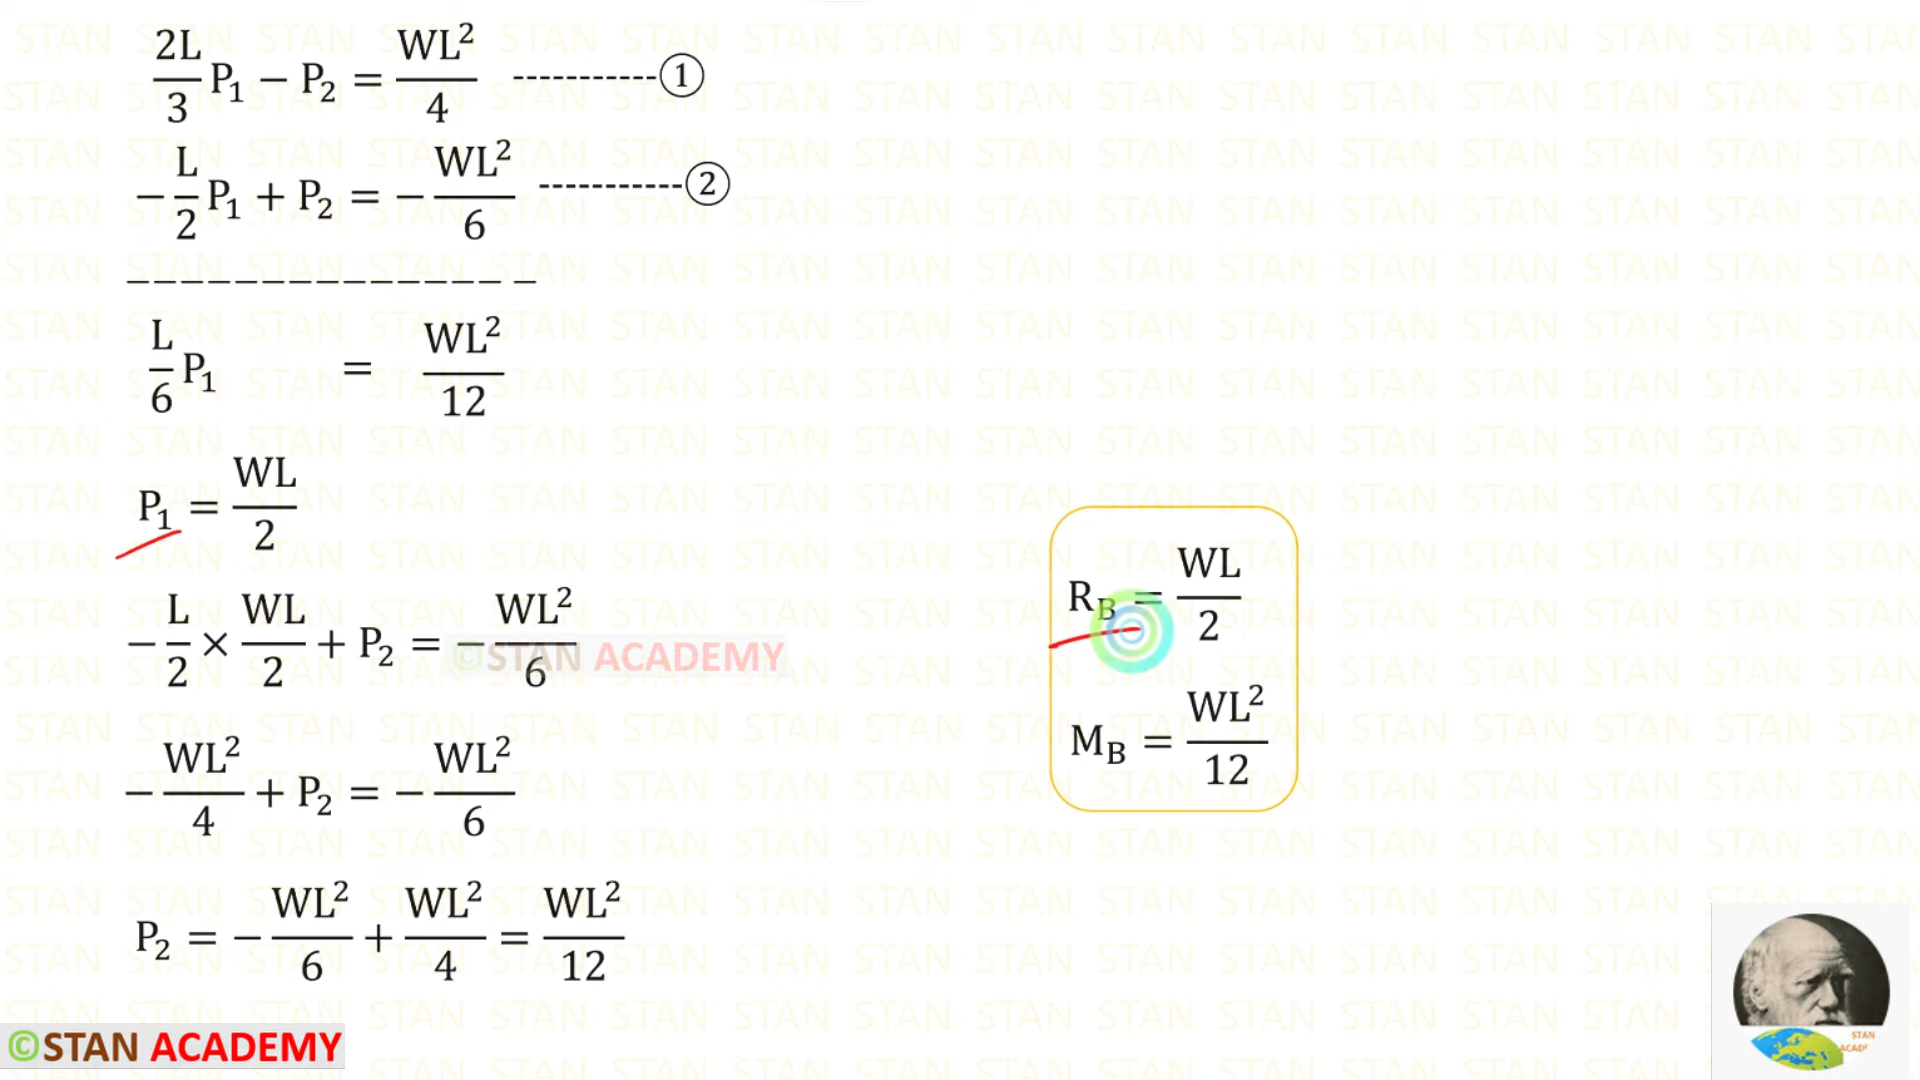 2L/3 P₁ − P₂ = WL²/4 -----------①
−L/2 P₁ + P₂ = −WL²/6 -----------②
_ _ _ _ _ _ _ _ _ _ _ _ _ _ _
L/6 P₁ = WL²/12
P₁ = WL/2
−L/2 × WL/2 + P₂ = −WL²/6
−WL²/4 + P₂ = −WL²/6
P₂ = −WL²/6 + WL²/4 = WL²/12
R_B = WL/2
M_B = WL²/12
©STAN ACADEMY
©STAN ACADEMY
STAN